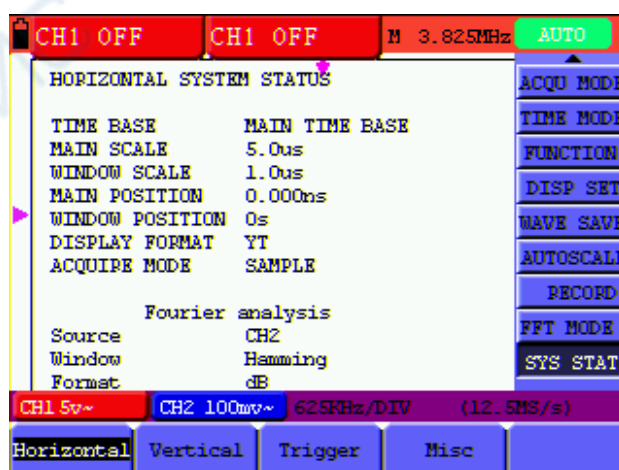 CH1 OFF CH1 OFF M 3.825MHz AUTO
HORIZONTAL SYSTEM STATUS
TIME BASE MAIN TIME BASE
MAIN SCALE 5.0us
WINDOW SCALE 1.0us
MAIN POSITION 0.000ns
WINDOW POSITION 0s
DISPLAY FORMAT YT
ACQUIRE MODE SAMPLE
Fourier analysis
Source CH2
Window Hamming
Format dB
ACQU MODE
TIME MODE
FUNCTION
DISP SET
WAVE SAVE
AUTOSCALE
RECORD
FFT MODE
SYS STAT
CH1 5v~ CH2 100mv~ 625KHz/DIV (12.5MS/s)
Horizontal Vertical Trigger Misc